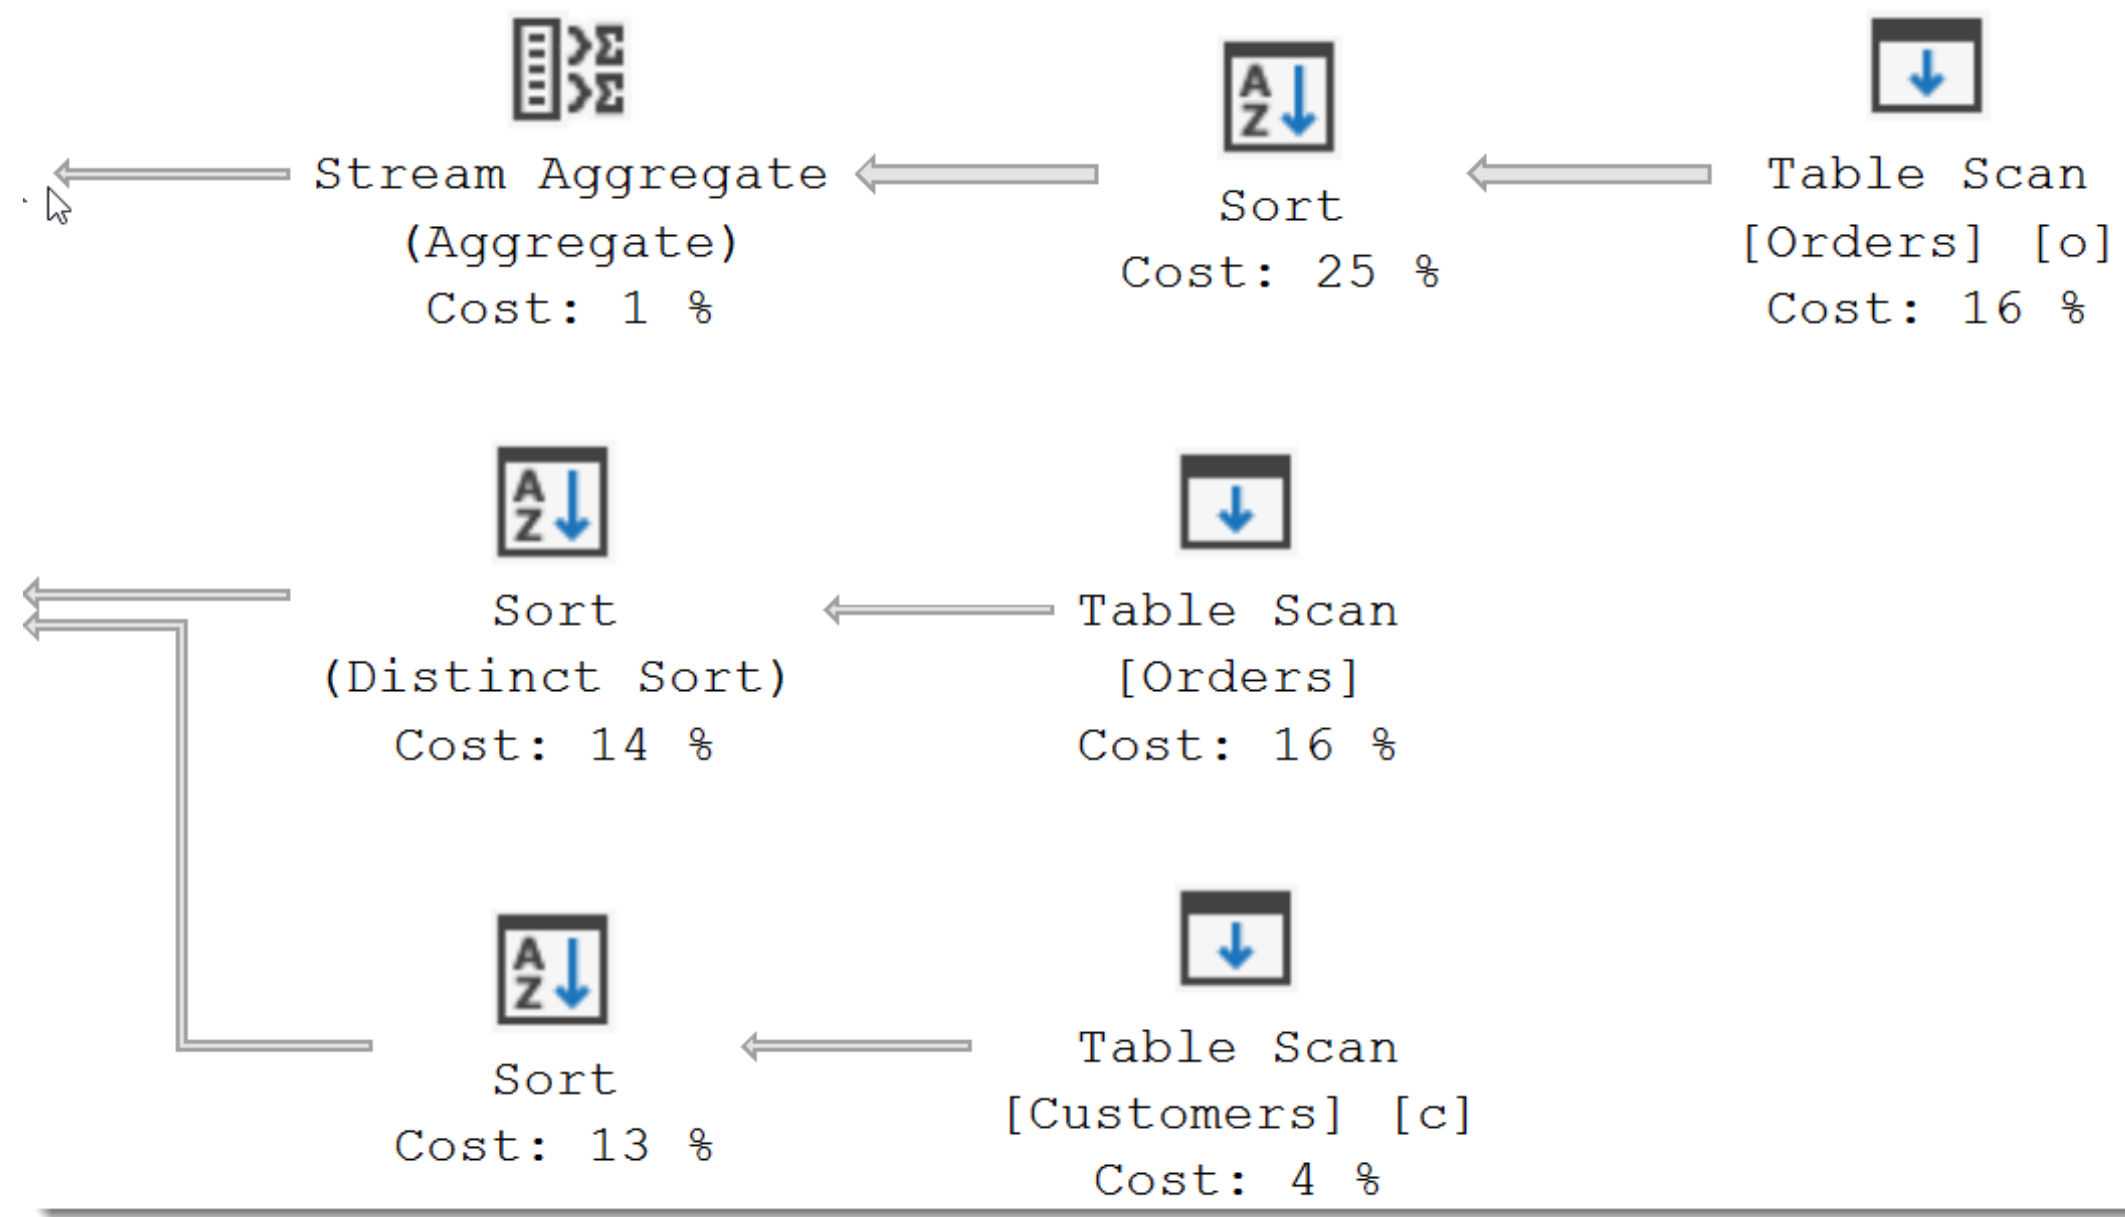 Stream Aggregate
(Aggregate)
Cost: 1 %
Sort
Cost: 25 %
Table Scan
[Orders] [o]
Cost: 16 %
Sort
(Distinct Sort)
Cost: 14 %
Table Scan
[Orders]
Cost: 16 %
Sort
Cost: 13 %
Table Scan
[Customers] [c]
Cost: 4 %